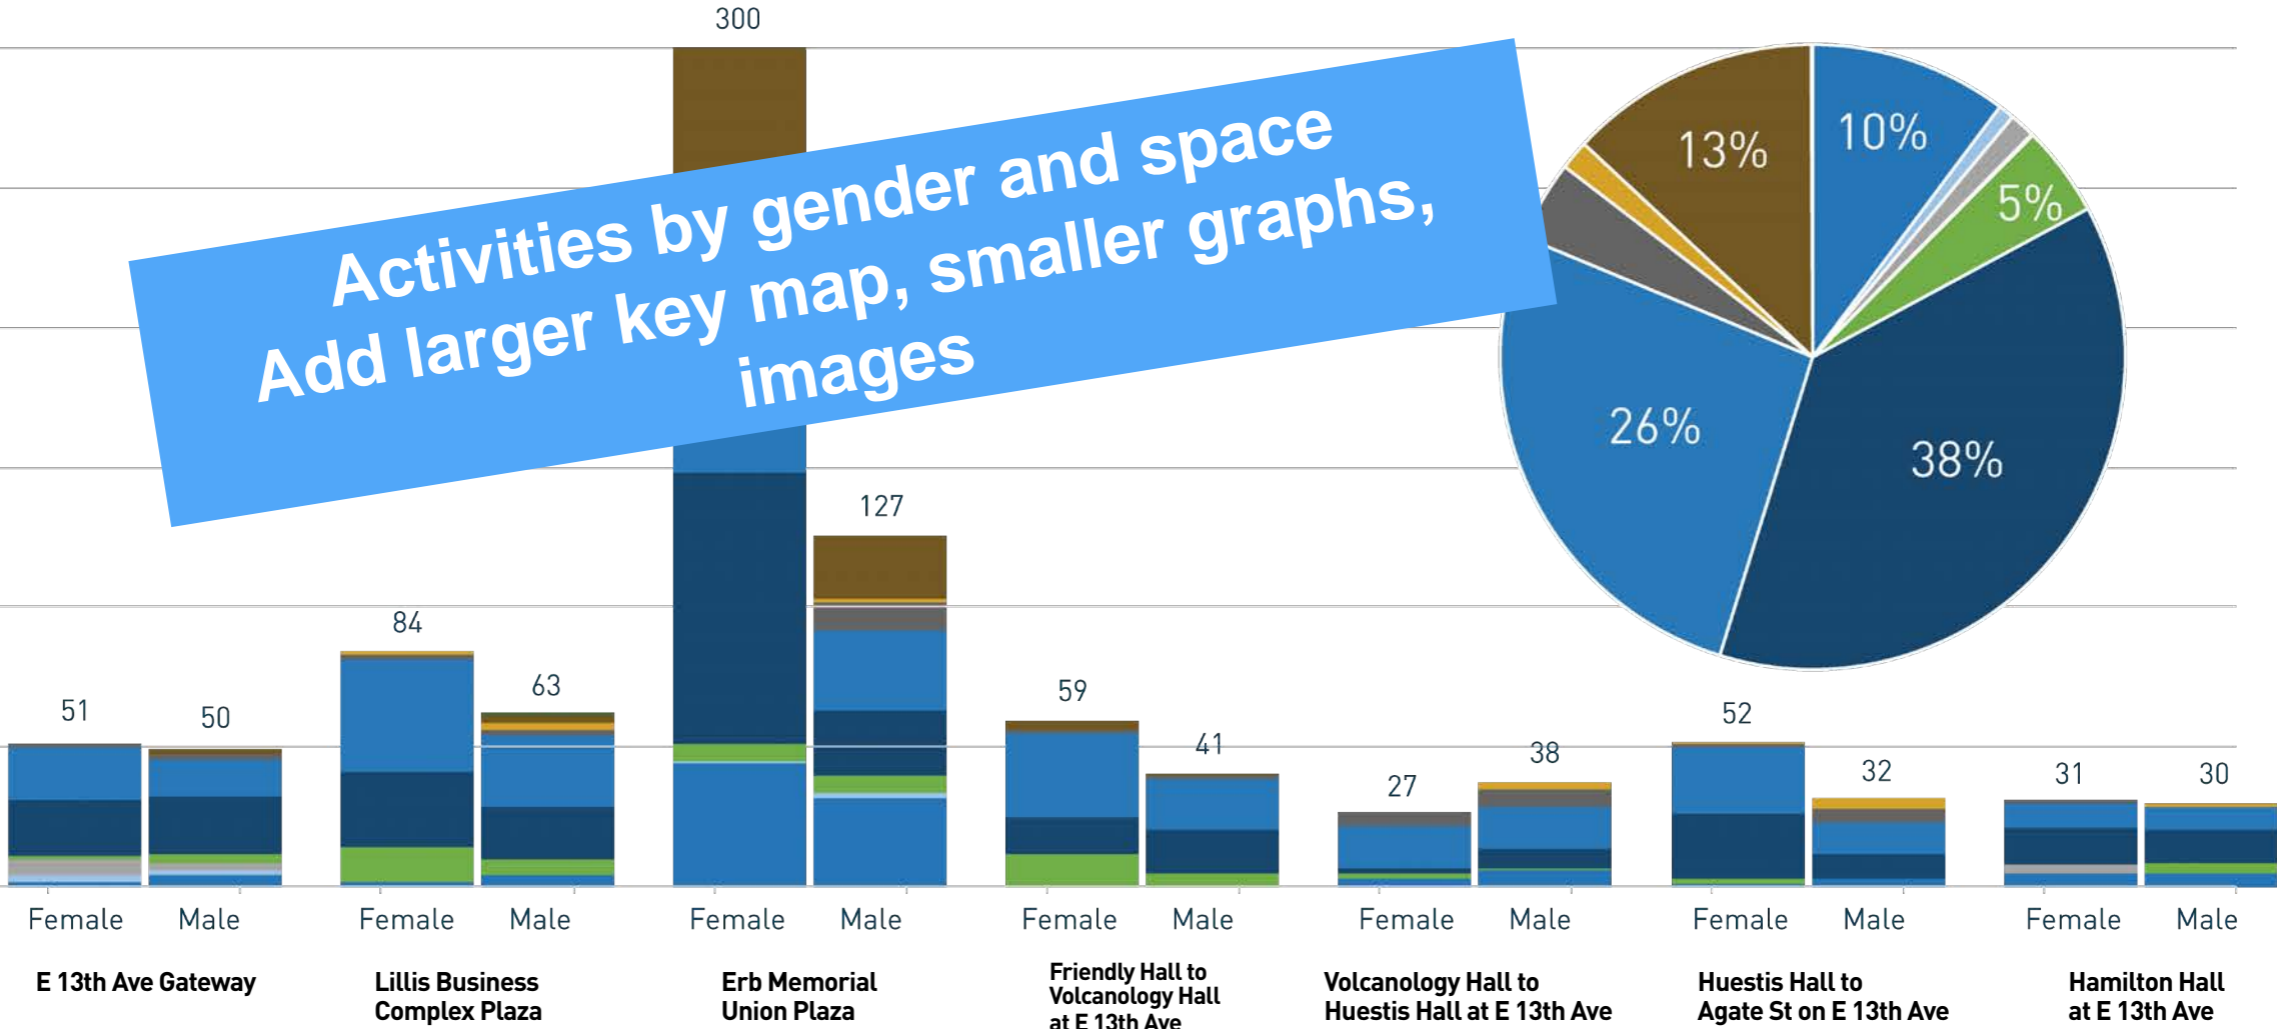 300
Activities by gender and space
Add larger key map, smaller graphs,
images
13%
10%
5%
26%
38%
127
84
63
51
50
59
41
27
38
52
32
31
30
Female Male Female Male Female Male Female Male Female Male Female Male Female Male
E 13th Ave Gateway
Lillis Business
Complex Plaza
Erb Memorial
Union Plaza
Friendly Hall to
Volcanology Hall
at E 13th Ave
Volcanology Hall to
Huestis Hall at E 13th Ave
Huestis Hall to
Agate St on E 13th Ave
Hamilton Hall
at E 13th Ave